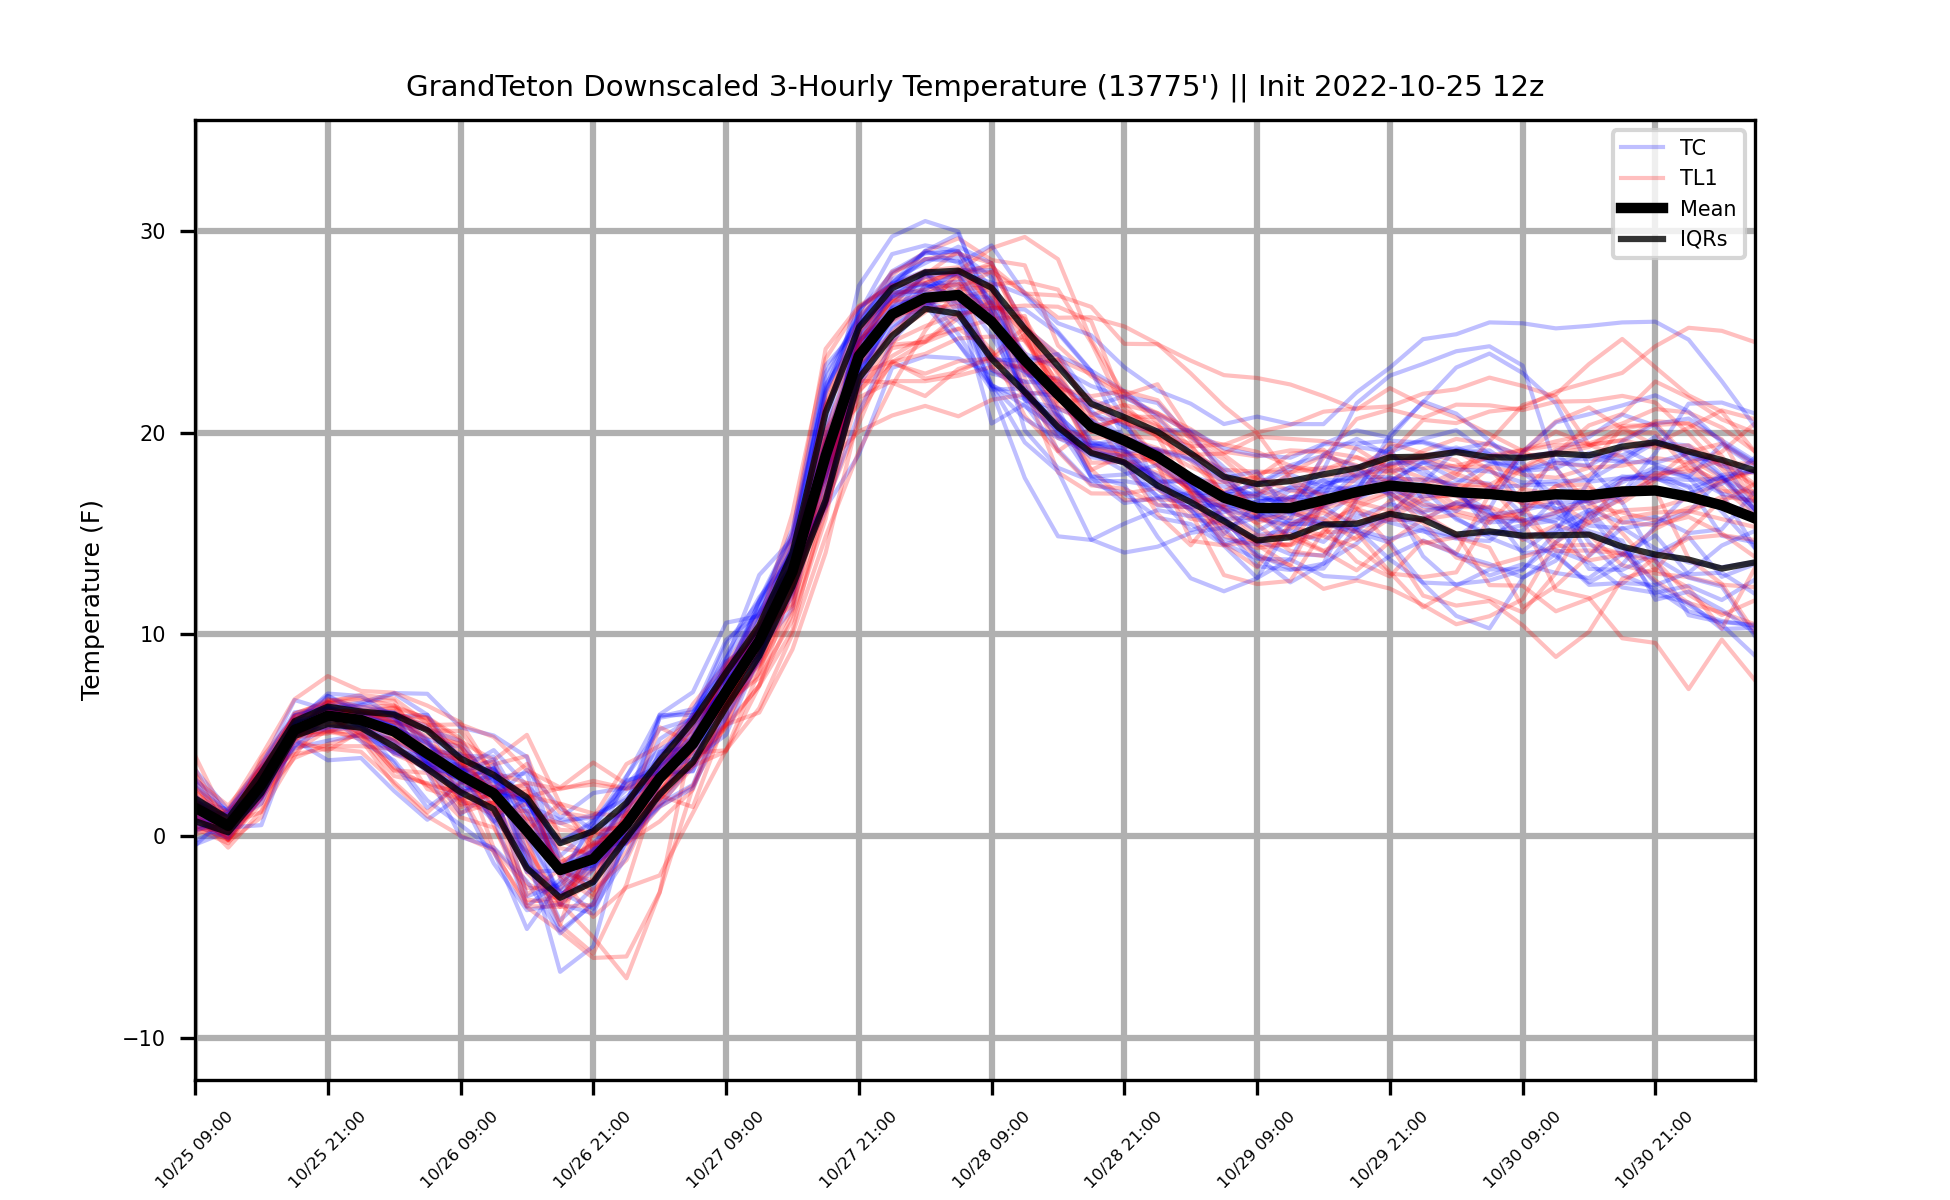 GrandTeton Downscaled 3-Hourly Temperature (13775') || Init 2022-10-25 12z
TC
TL1
Mean
IQRs
Temperature (F)
30
20
10
0
−10
10/25 09:00
10/25 21:00
10/26 09:00
10/26 21:00
10/27 09:00
10/27 21:00
10/28 09:00
10/28 21:00
10/29 09:00
10/29 21:00
10/30 09:00
10/30 21:00